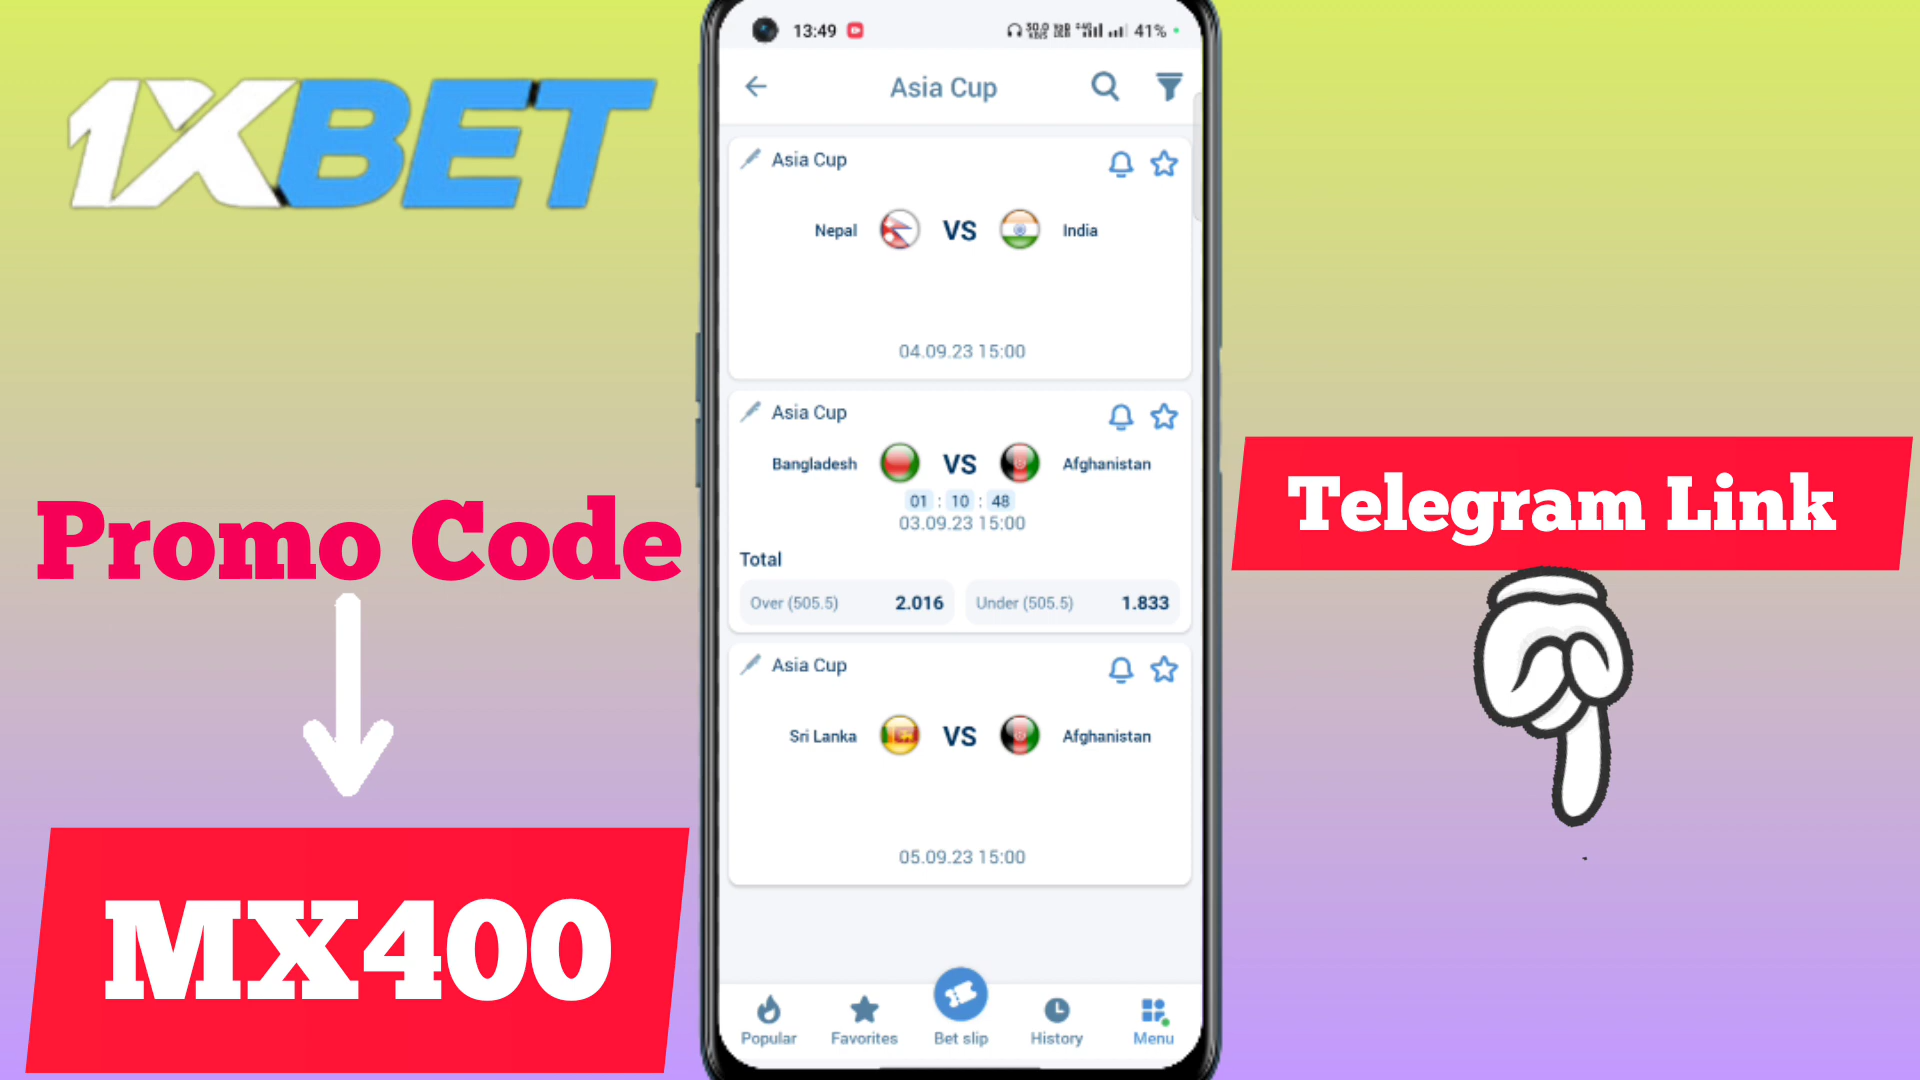 1XBET
Promo Code
MX400
13:49
41%
Asia Cup
Asia Cup
Nepal VS India
04.09.23 15:00
Asia Cup
Bangladesh VS Afghanistan
01 : 10 : 48
03.09.23 15:00
Total
Over (505.5) 2.016 Under (505.5) 1.833
Asia Cup
Sri Lanka VS Afghanistan
05.09.23 15:00
Popular Favorites Bet slip History Menu
Telegram Link